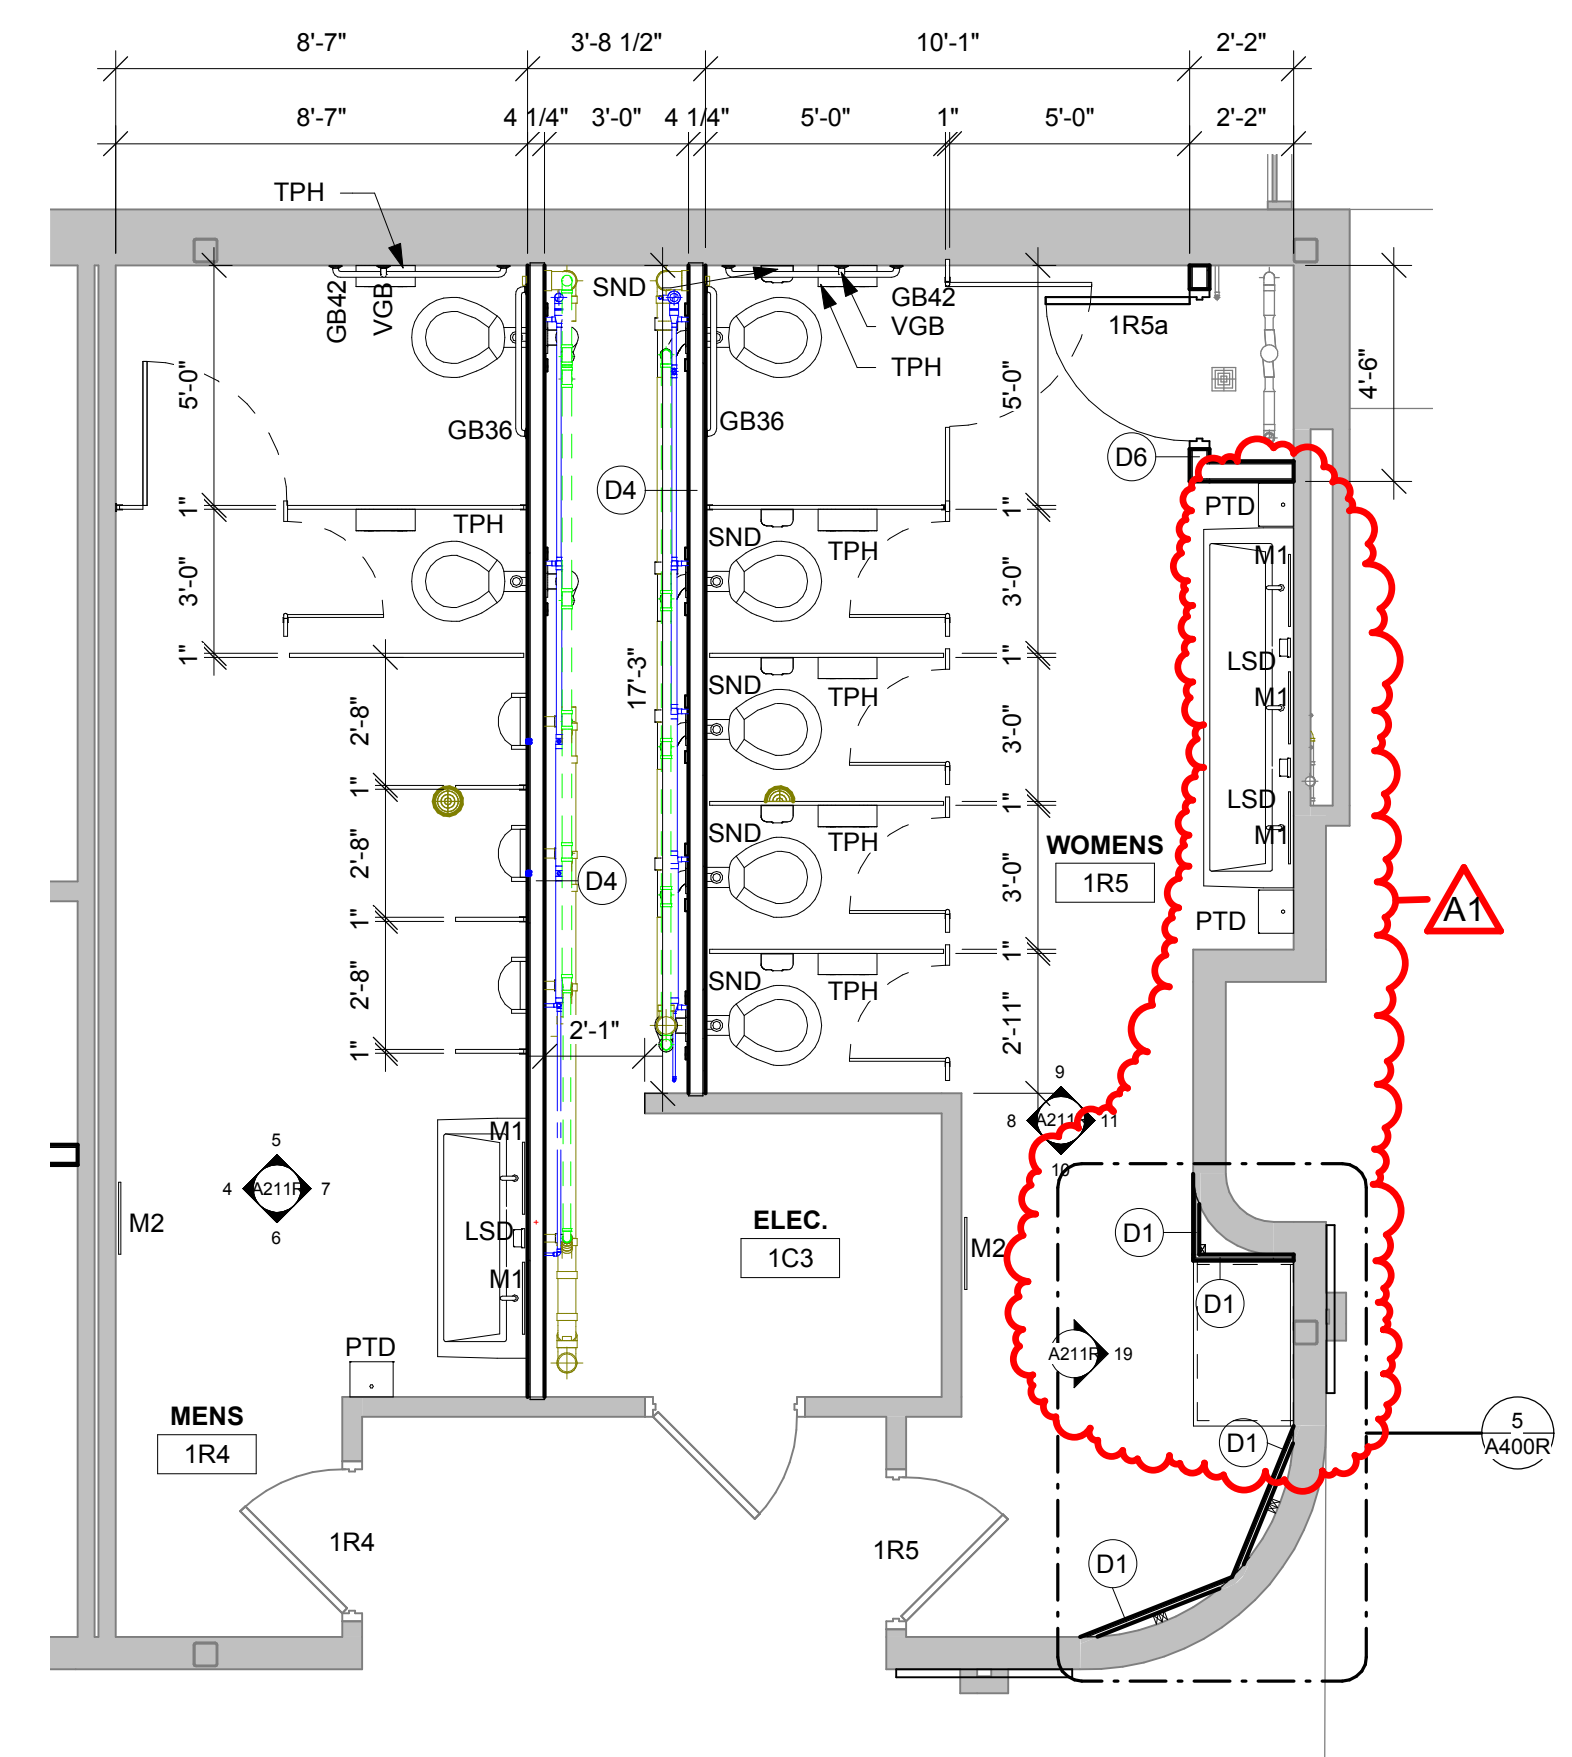 8'-7"
3'-8 1/2"
10'-1"
2'-2"
8'-7"
4 1/4"
3'-0"
4 1/4"
5'-0"
1"
5'-0"
2'-2"
TPH
SND
GB42
VGB
GB42
VGB
TPH
1R5a
5'-0"
5'-0"
4'-6"
GB36
GB36
D6
D4
PTD
1"
TPH
SND
TPH
1"
M1
3'-0"
3'-0"
1"
17'-3"
SND
TPH
1"
LSD
M1
2'-8"
3'-0"
1"
1"
LSD
M1
SND
TPH
WOMENS
1R5
2'-8"
D4
3'-0"
A1
1"
PTD
1"
SND
TPH
2'-8"
2'-11"
1"
2'-1"
9
8
A211R
11
10
5
4
A211R
7
6
M1
LSD
M1
M2
ELEC.
1C3
M2
D1
D1
A211R
19
PTD
MENS
1R4
D1
5
A400R
1R4
1R5
D1